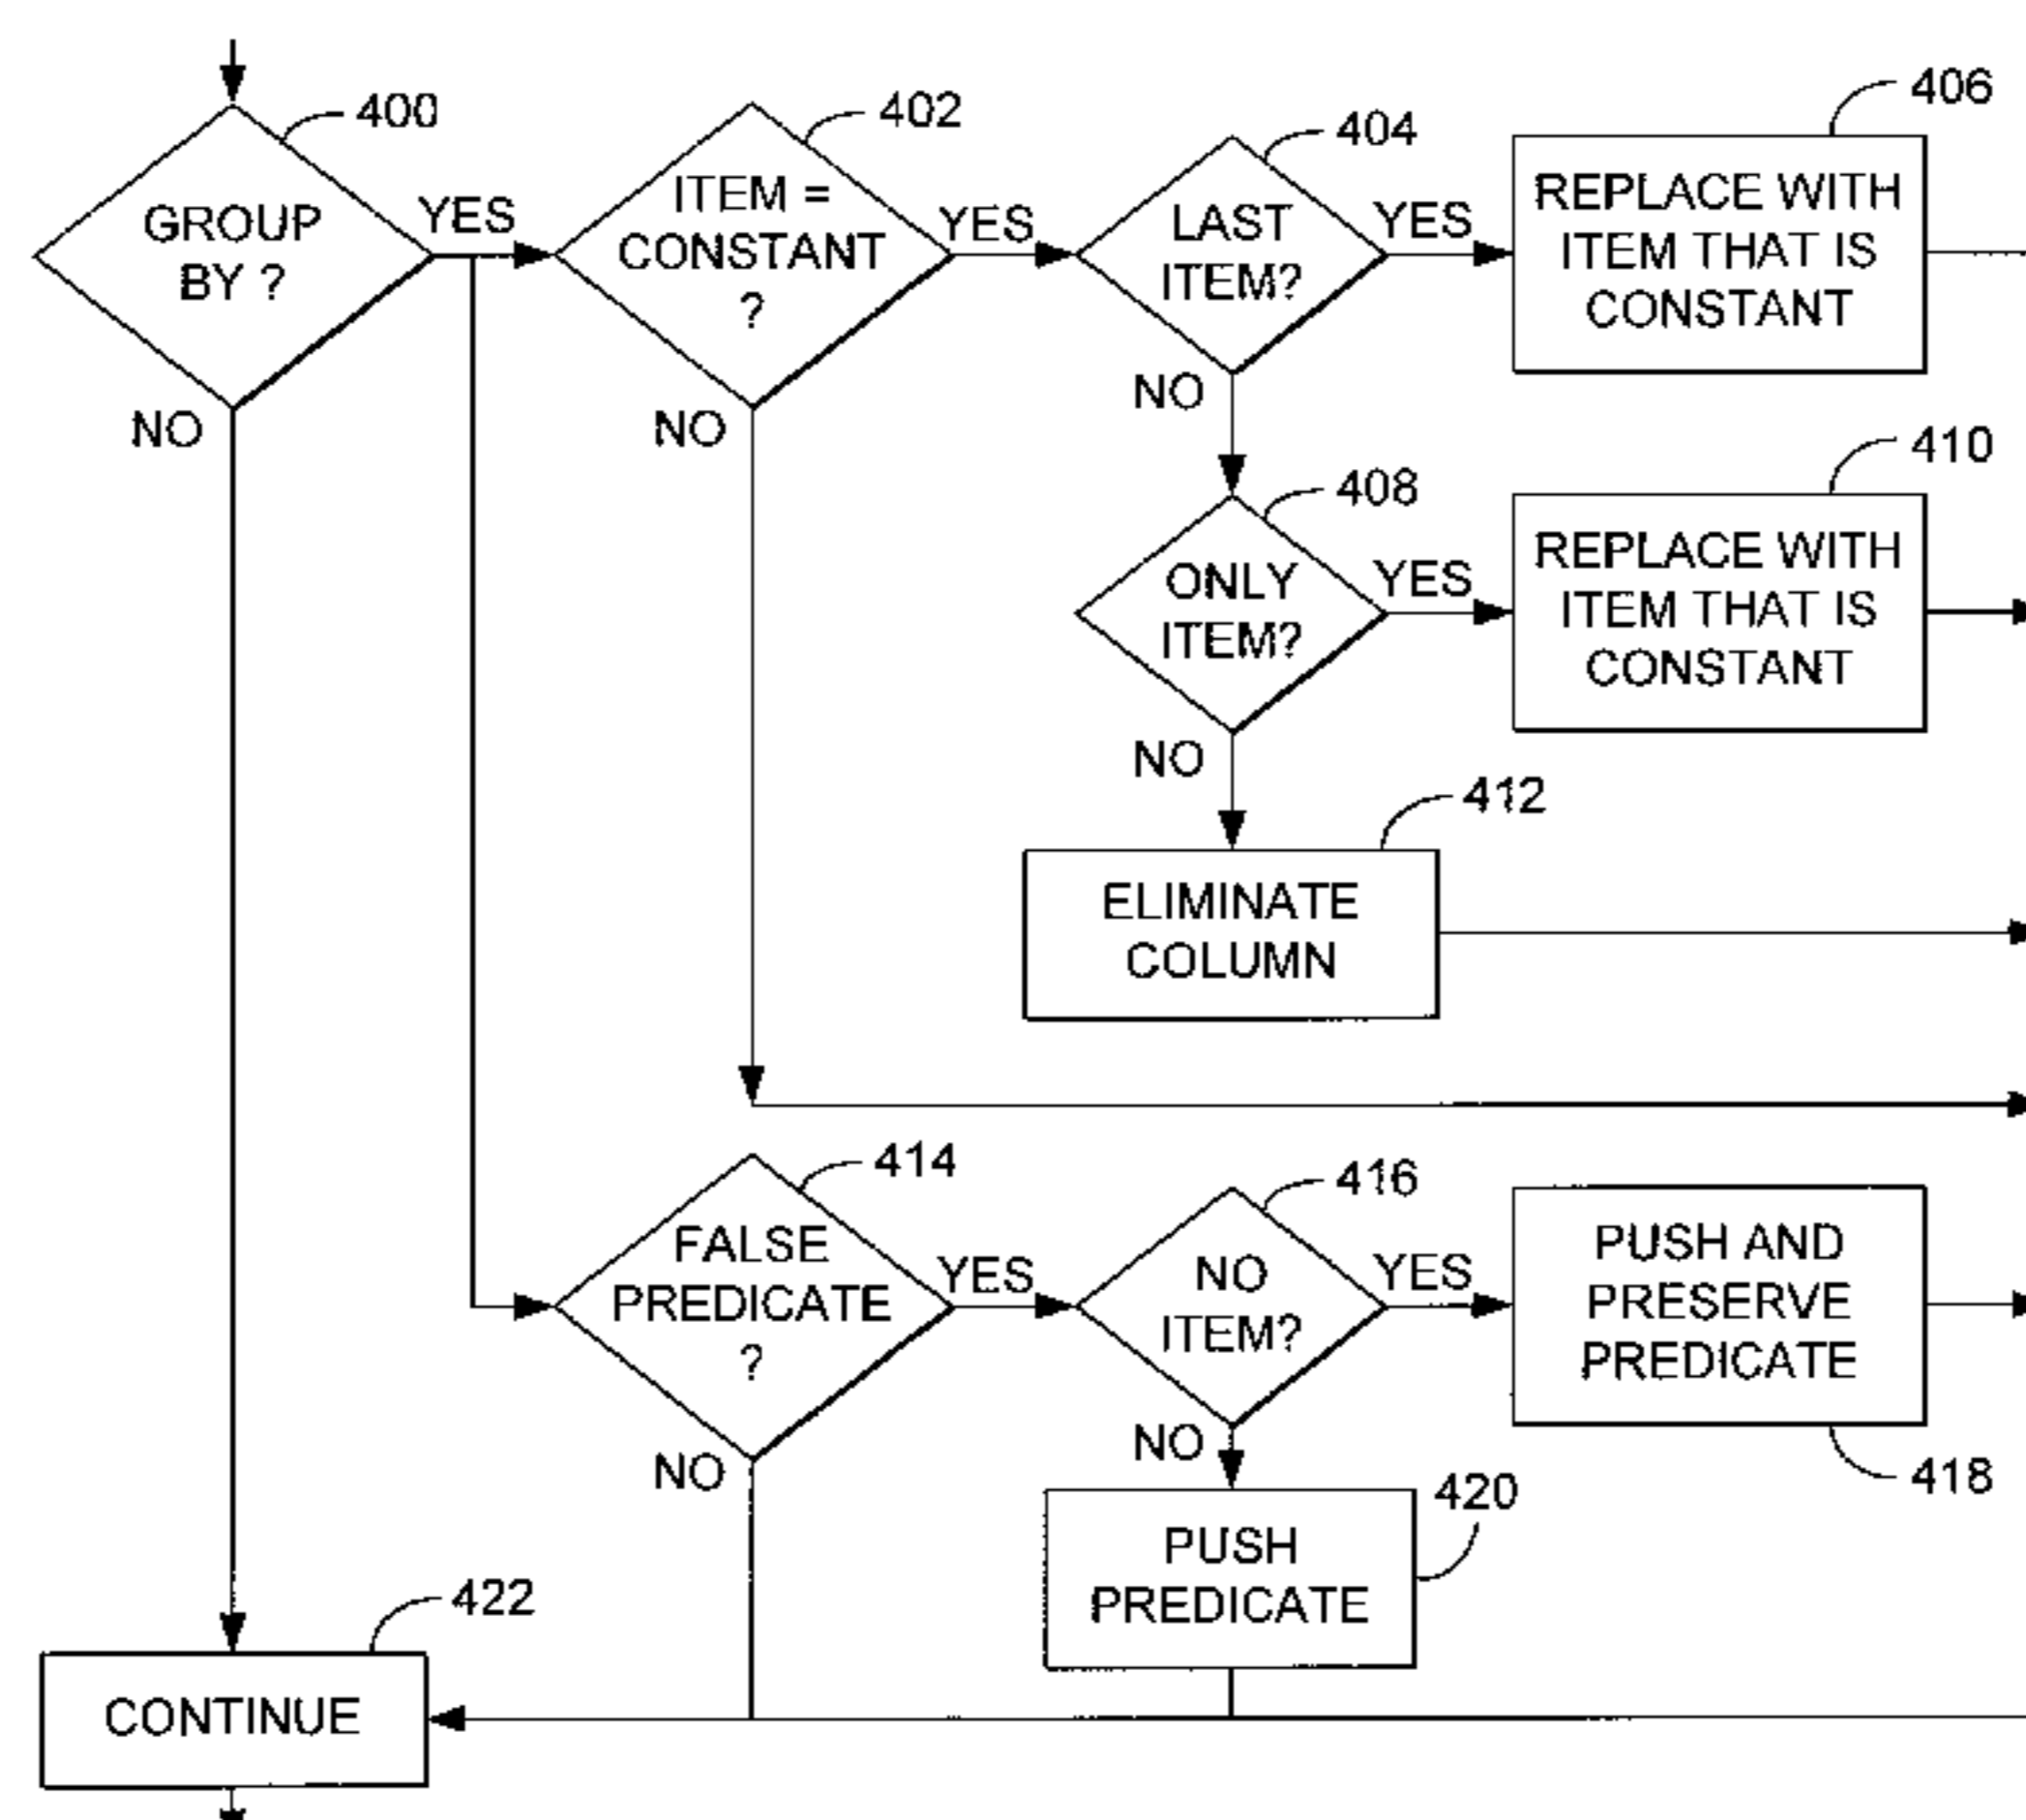 400
GROUP
BY ?
YES
NO
402
ITEM =
CONSTANT
?
YES
NO
404
LAST
ITEM?
YES
NO
406
REPLACE WITH
ITEM THAT IS
CONSTANT
408
ONLY
ITEM?
YES
NO
410
REPLACE WITH
ITEM THAT IS
CONSTANT
412
ELIMINATE
COLUMN
414
FALSE
PREDICATE
?
YES
NO
416
NO
ITEM?
YES
NO
PUSH AND
PRESERVE
PREDICATE
418
420
PUSH
PREDICATE
422
CONTINUE